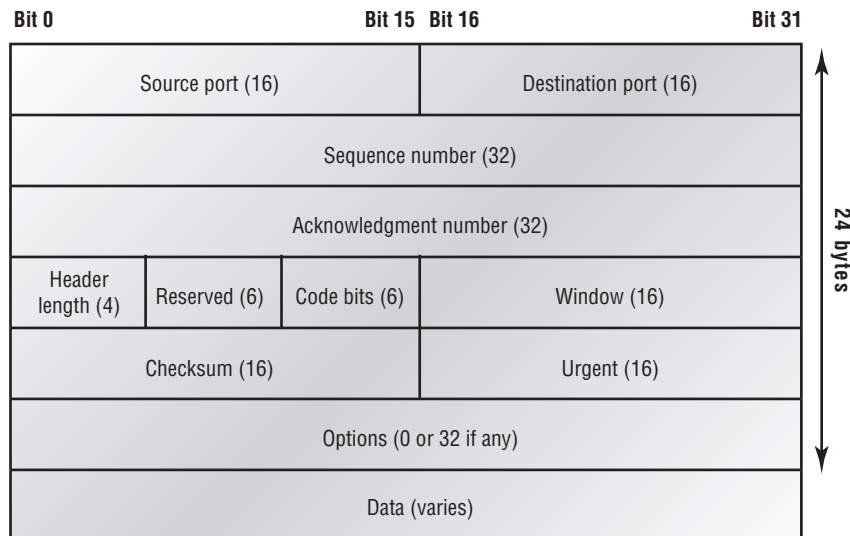 Bit 0 Bit 15 Bit 16 Bit 31
Source port (16) Destination port (16)
Sequence number (32)
Acknowledgment number (32)
Header
length (4) Reserved (6) Code bits (6) Window (16)
Checksum (16) Urgent (16)
Options (0 or 32 if any)
Data (varies)
24 bytes